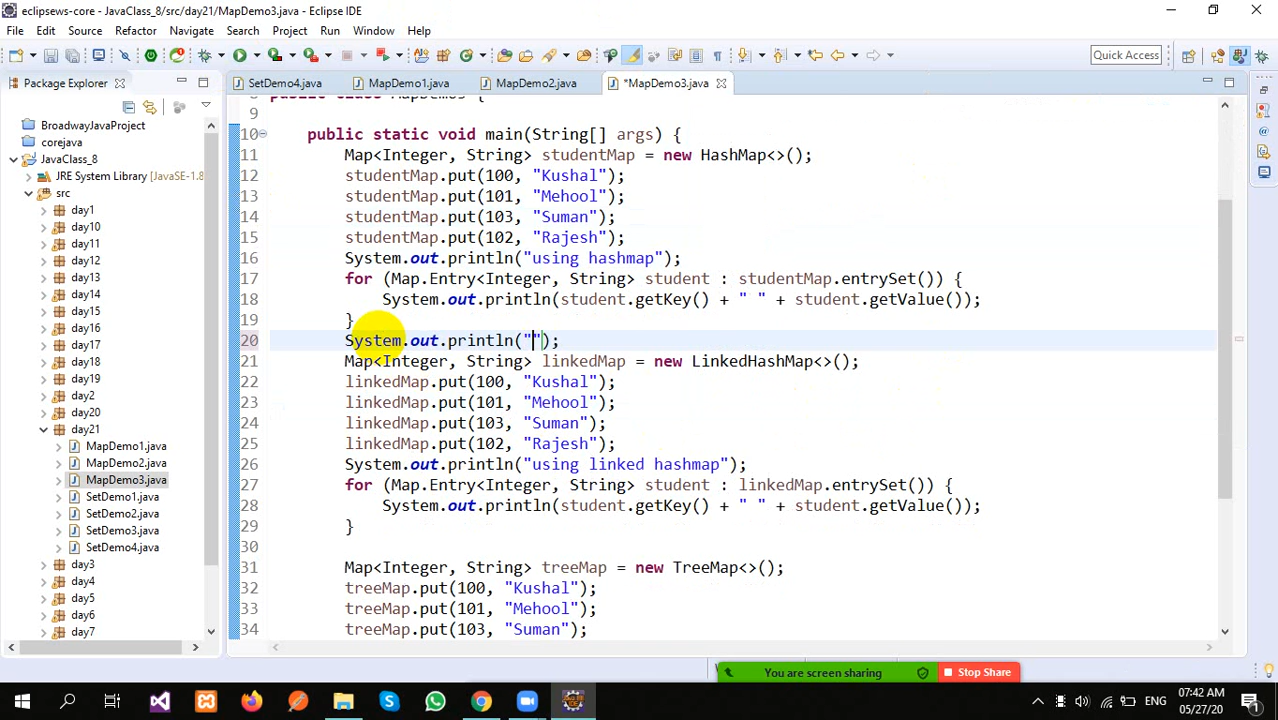 eclipsews-core - JavaClass_8/src/day21/MapDemo3.java - Eclipse IDE
File Edit Source Refactor Navigate Search Project Run Window Help
Quick Access
Package Explorer
SetDemo4.java MapDemo1.java MapDemo2.java *MapDemo3.java
BroadwayJavaProject
corejava
JavaClass_8
JRE System Library [JavaSE-1.8
src
day1
day10
day11
day12
day13
day14
day15
day16
day17
day18
day19
day2
day20
day21
MapDemo1.java
MapDemo2.java
MapDemo3.java
SetDemo1.java
SetDemo2.java
SetDemo3.java
SetDemo4.java
day3
day4
day5
day6
day7
8 public class MapDemo3 {
9
10 public static void main(String[] args) {
11 Map<Integer, String> studentMap = new HashMap<>();
12 studentMap.put(100, "Kushal");
13 studentMap.put(101, "Mehool");
14 studentMap.put(103, "Suman");
15 studentMap.put(102, "Rajesh");
16 System.out.println("using hashmap");
17 for (Map.Entry<Integer, String> student : studentMap.entrySet()) {
18 System.out.println(student.getKey() + " " + student.getValue());
19 }
20 System.out.println("");
21 Map<Integer, String> linkedMap = new LinkedHashMap<>();
22 linkedMap.put(100, "Kushal");
23 linkedMap.put(101, "Mehool");
24 linkedMap.put(103, "Suman");
25 linkedMap.put(102, "Rajesh");
26 System.out.println("using linked hashmap");
27 for (Map.Entry<Integer, String> student : linkedMap.entrySet()) {
28 System.out.println(student.getKey() + " " + student.getValue());
29 }
30
31 Map<Integer, String> treeMap = new TreeMap<>();
32 treeMap.put(100, "Kushal");
33 treeMap.put(101, "Mehool");
34 treeMap.put(103, "Suman");
You are screen sharing Stop Share
ENG
07:42 AM
05/27/20